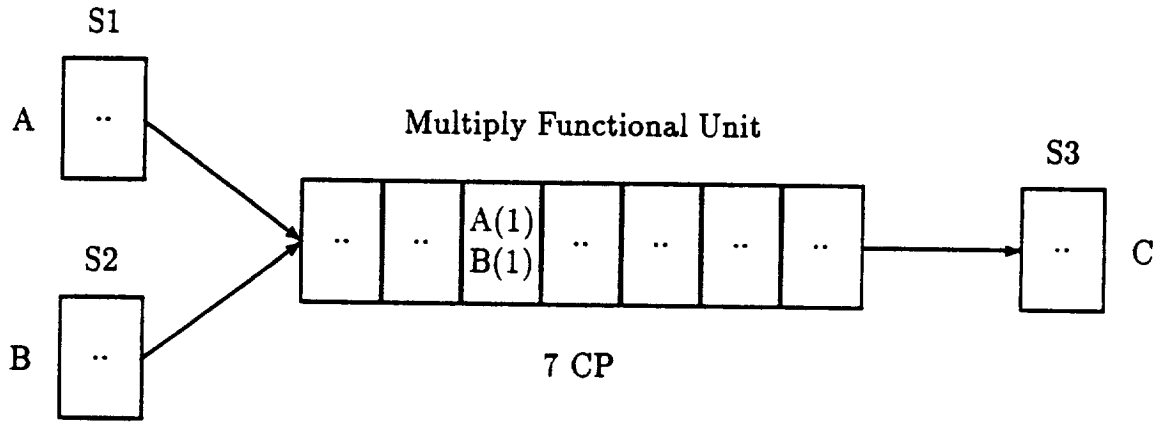 S1
A
..
Multiply Functional Unit
S3
..
..
A(1)
B(1)
..
..
..
..
..
C
S2
B
..
7 CP